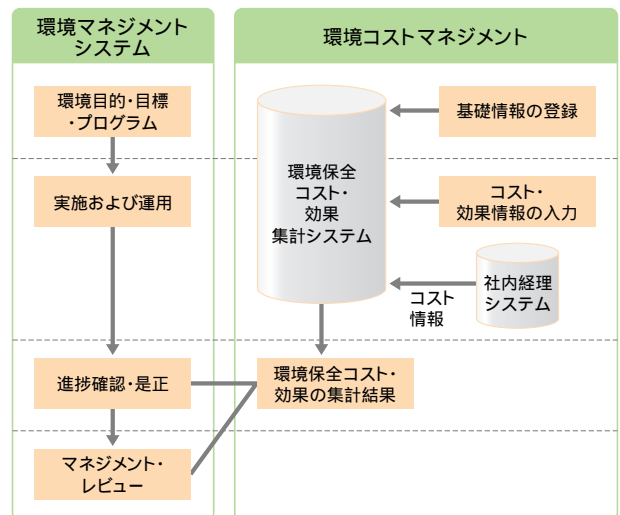 環境マネジメント
システム
環境コストマネジメント
環境目的・目標
・プログラム
基礎情報の登録
環境保全
コスト・
効果
集計システム
実施および運用
コスト・
効果情報の入力
社内経理
システム
コスト
情報
進捗確認・是正
環境保全コスト・
効果の集計結果
マネジメント・
レビュー